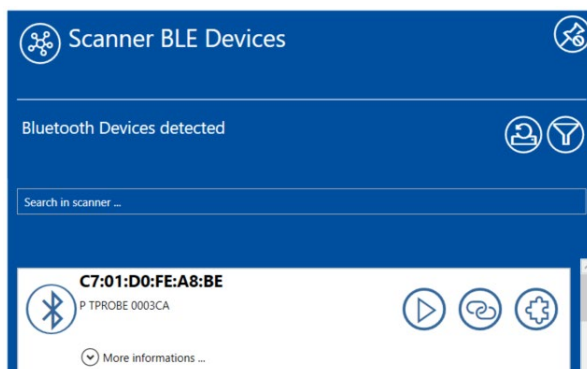 Scanner BLE Devices
Bluetooth Devices detected
Search in scanner ...
C7:01:D0:FE:A8:BE
P TPROBE 0003CA
More informations ...